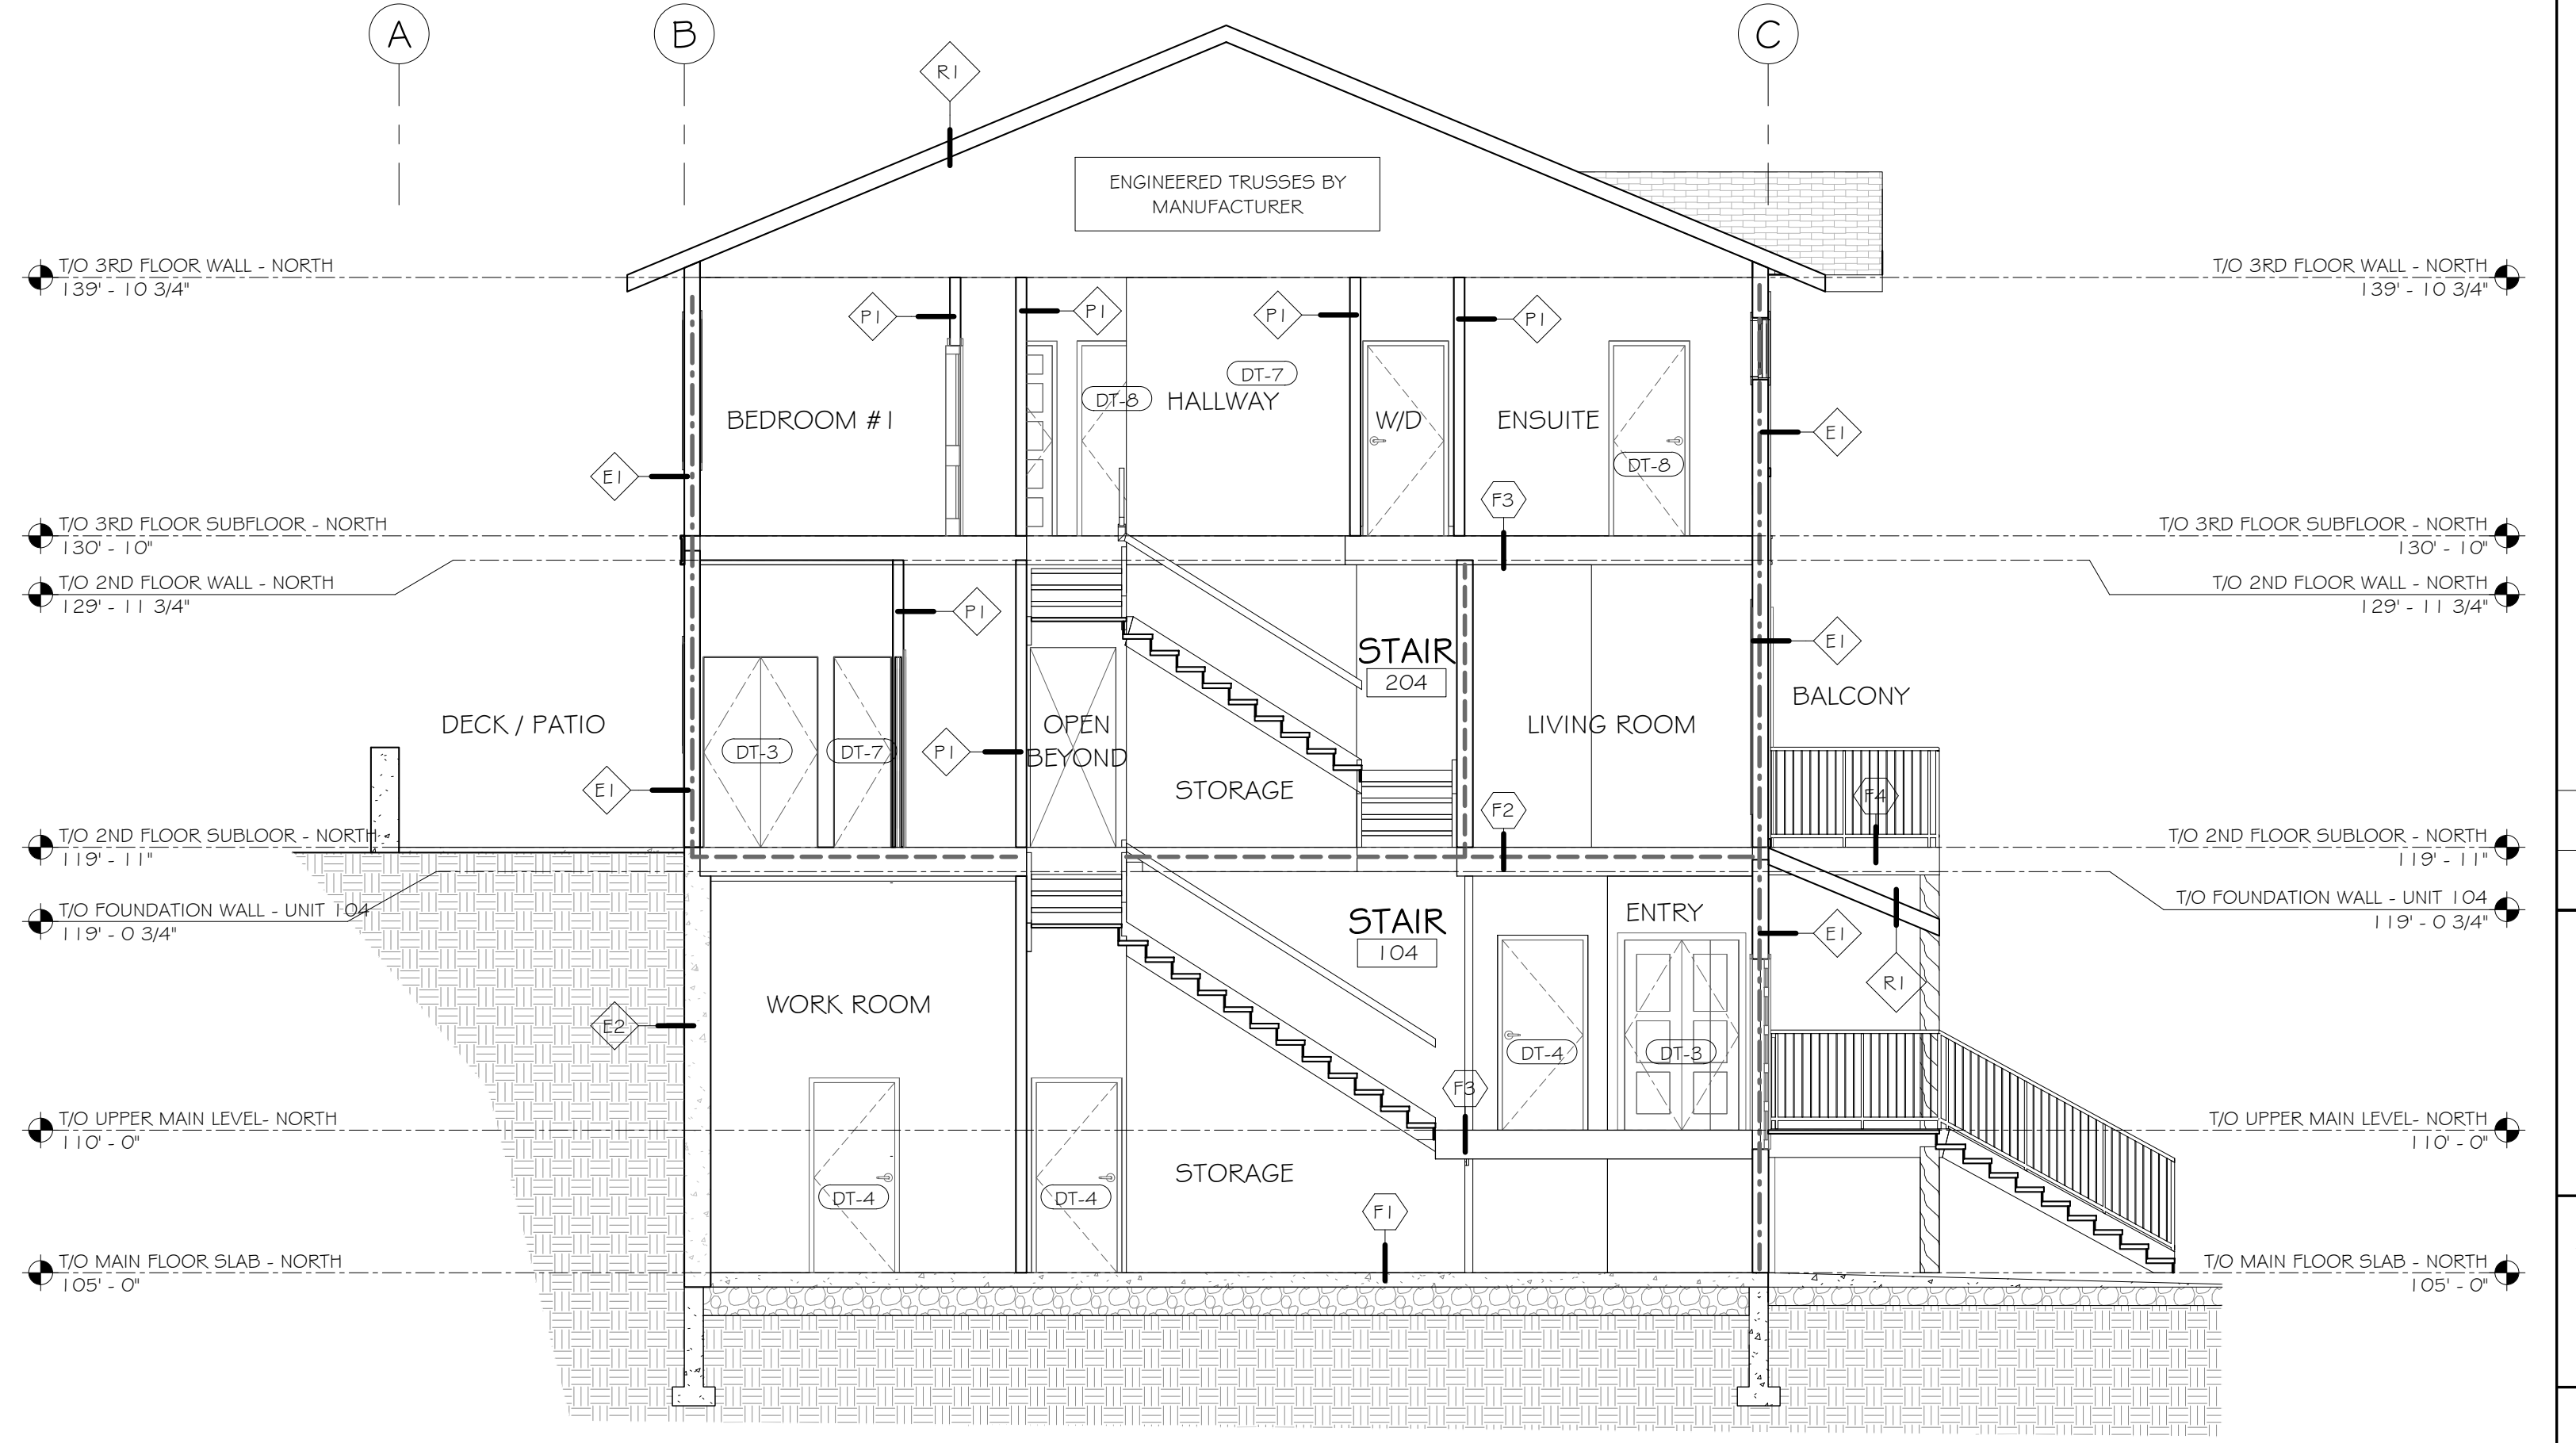 A
B
C
R1
ENGINEERED TRUSSES BY
MANUFACTURER
T/O 3RD FLOOR WALL - NORTH
139' - 10 3/4"
T/O 3RD FLOOR WALL - NORTH
139' - 10 3/4"
P1
P1
P1
P1
DT-7
DT-8
HALLWAY
BEDROOM #1
W/D
ENSUITE
E1
DT-8
E1
F3
T/O 3RD FLOOR SUBFLOOR - NORTH
130' - 10"
T/O 3RD FLOOR SUBFLOOR - NORTH
130' - 10"
T/O 2ND FLOOR WALL - NORTH
129' - 11 3/4"
T/O 2ND FLOOR WALL - NORTH
129' - 11 3/4"
P1
E1
STAIR
204
BALCONY
DECK / PATIO
OPEN
BEYOND
LIVING ROOM
DT-3
DT-7
P1
E1
STORAGE
F2
F4
T/O 2ND FLOOR SUBLOOR - NORTH
119' - 11"
T/O 2ND FLOOR SUBLOOR - NORTH
119' - 11"
T/O FOUNDATION WALL - UNIT 104
119' - 0 3/4"
T/O FOUNDATION WALL - UNIT 104
119' - 0 3/4"
STAIR
104
ENTRY
E1
R1
WORK ROOM
E2
DT-4
DT-3
F3
T/O UPPER MAIN LEVEL- NORTH
110' - 0"
T/O UPPER MAIN LEVEL- NORTH
110' - 0"
STORAGE
DT-4
DT-4
F1
T/O MAIN FLOOR SLAB - NORTH
105' - 0"
T/O MAIN FLOOR SLAB - NORTH
105' - 0"